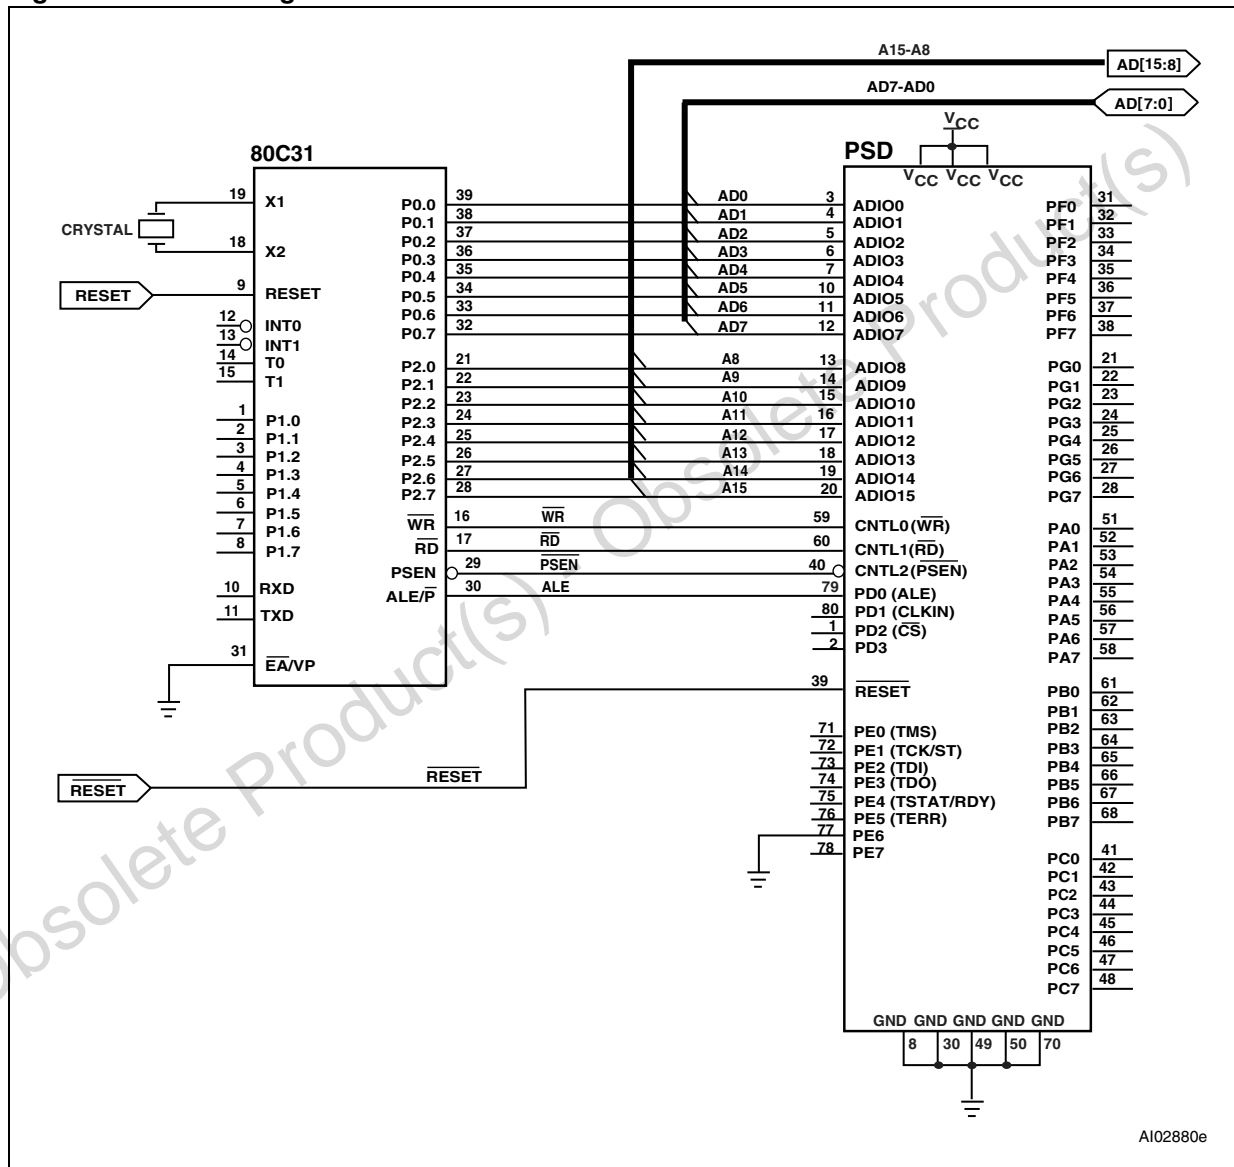 A15-A8
AD[15:8]
AD7-AD0
AD[7:0]
VCC
80C31
PSD
VCC VCC VCC
CRYSTAL
RESET
19 X1
18 X2
9 RESET
12 INT0
13 INT1
14 T0
15 T1
1 P1.0
2 P1.1
3 P1.2
4 P1.3
5 P1.4
6 P1.5
7 P1.6
8 P1.7
10 RXD
11 TXD
31 EA/VP
P0.0 39 AD0 3 ADIO0
P0.1 38 AD1 4 ADIO1
P0.2 37 AD2 5 ADIO2
P0.3 36 AD3 6 ADIO3
P0.4 35 AD4 7 ADIO4
P0.5 34 AD5 10 ADIO5
P0.6 33 AD6 11 ADIO6
P0.7 32 AD7 12 ADIO7
P2.0 21 A8 13 ADIO8
P2.1 22 A9 14 ADIO9
P2.2 23 A10 15 ADIO10
P2.3 24 A11 16 ADIO11
P2.4 25 A12 17 ADIO12
P2.5 26 A13 18 ADIO13
P2.6 27 A14 19 ADIO14
P2.7 28 A15 20 ADIO15
WR 16 WR 59 CNTL0(WR)
RD 17 RD 60 CNTL1(RD)
PSEN 29 PSEN 40 CNTL2(PSEN)
ALE/P 30 ALE 79 PD0 (ALE)
80 PD1 (CLKIN)
1 PD2 (CS)
2 PD3
39 RESET
RESET
RESET
71 PE0 (TMS)
72 PE1 (TCK/ST)
73 PE2 (TDI)
74 PE3 (TDO)
75 PE4 (TSTAT/RDY)
76 PE5 (TERR)
77 PE6
78 PE7
PF0 31
PF1 32
PF2 33
PF3 34
PF4 35
PF5 36
PF6 37
PF7 38
PG0 21
PG1 22
PG2 23
PG3 24
PG4 25
PG5 26
PG6 27
PG7 28
PA0 51
PA1 52
PA2 53
PA3 54
PA4 55
PA5 56
PA6 57
PA7 58
PB0 61
PB1 62
PB2 63
PB3 64
PB4 65
PB5 66
PB6 67
PB7 68
PC0 41
PC1 42
PC2 43
PC3 44
PC4 45
PC5 46
PC6 47
PC7 48
GND GND GND GND GND
8 30 49 50 70
AI02880e
Obsolete Product(s) - Obsolete Product(s)